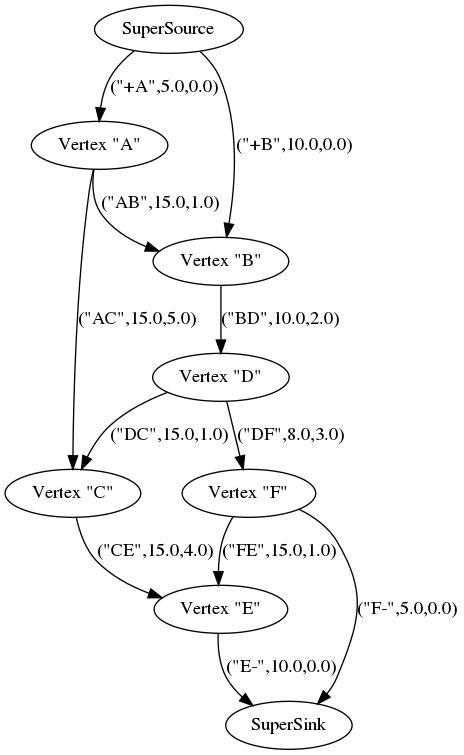 SuperSource
("+A",5.0,0.0)
Vertex "A"
("+B",10.0,0.0)
("AB",15.0,1.0)
Vertex "B"
("AC",15.0,5.0)
("BD",10.0,2.0)
Vertex "D"
("DC",15.0,1.0)
("DF",8.0,3.0)
Vertex "C"
Vertex "F"
("CE",15.0,4.0)
("FE",15.0,1.0)
Vertex "E"
("F-",5.0,0.0)
("E-",10.0,0.0)
SuperSink